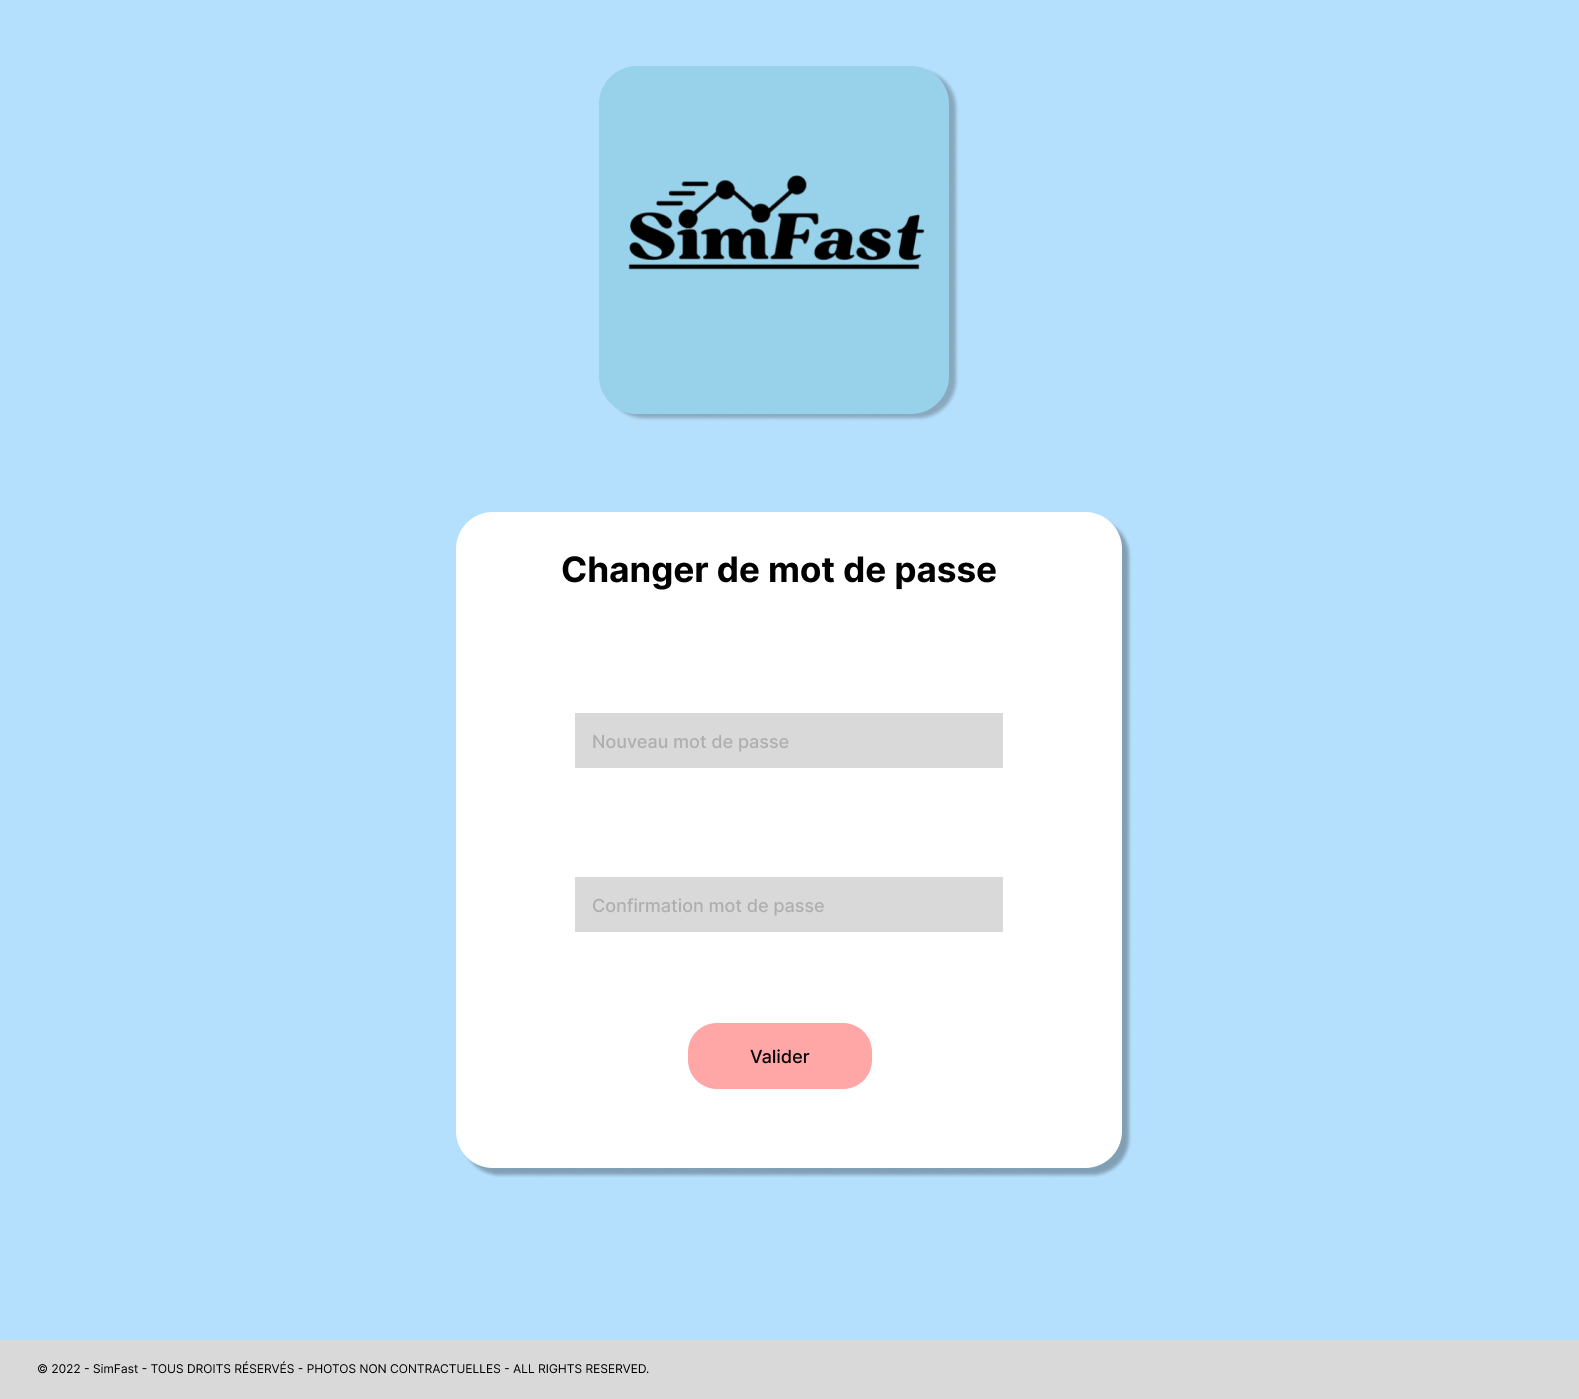 SimFast
Changer de mot de passe
Nouveau mot de passe
Confirmation mot de passe
Valider
© 2022 - SimFast - TOUS DROITS RÉSERVÉS - PHOTOS NON CONTRACTUELLES - ALL RIGHTS RESERVED.